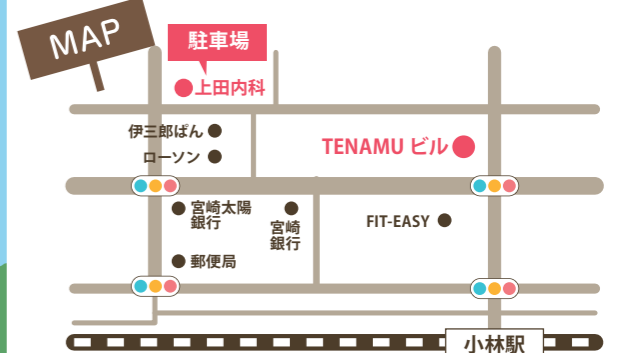 MAP
駐車場
上田内科
伊三郎ぱん
ローソン
TENAMU ビル
宮崎太陽
銀行
宮崎
銀行
FIT-EASY
郵便局
小林駅